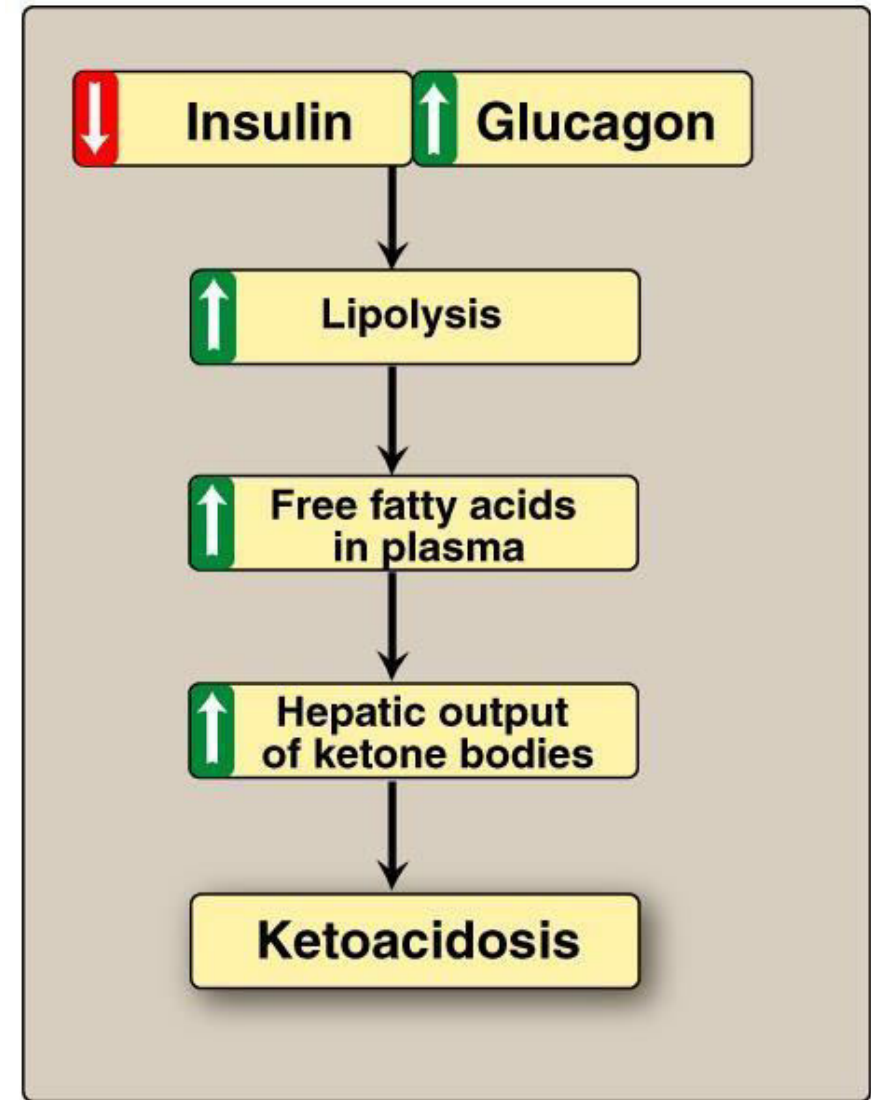 Insulin
Glucagon
Lipolysis
Free fatty acids
in plasma
Hepatic output
of ketone bodies
Ketoacidosis